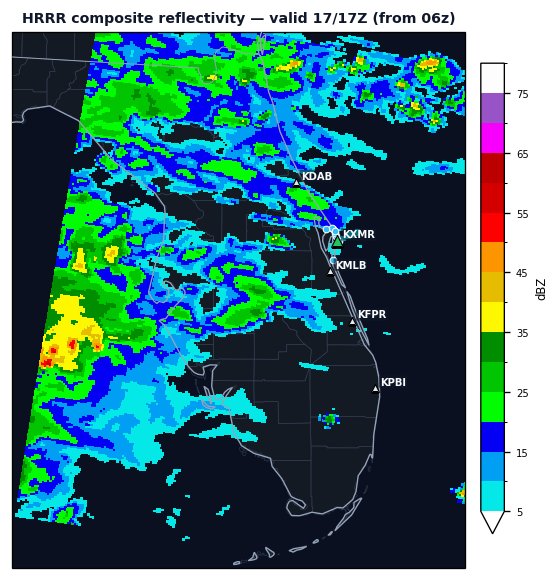 HRRR composite reflectivity — valid 17/17Z (from 06z)
KDAB
KXMR
KMLB
KFPR
KPBI
75
65
55
45
35
25
15
5
dBZ